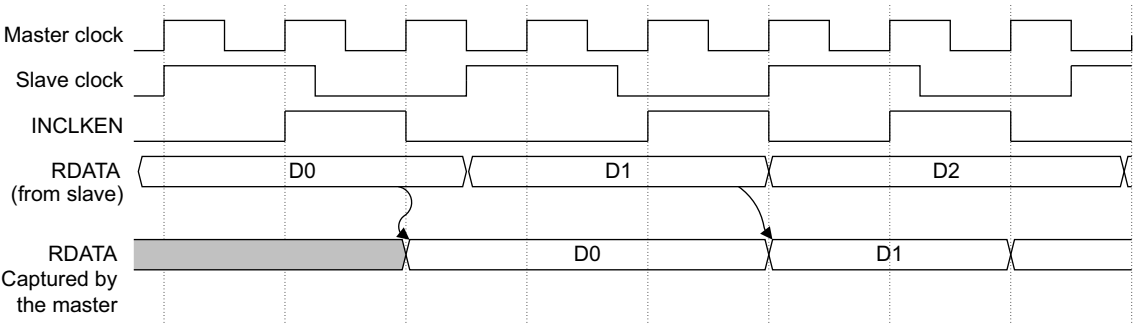 Master clock
Slave clock
INCLKEN
RDATA
(from slave)
D0
D1
D2
RDATA
Captured by
the master
D0
D1